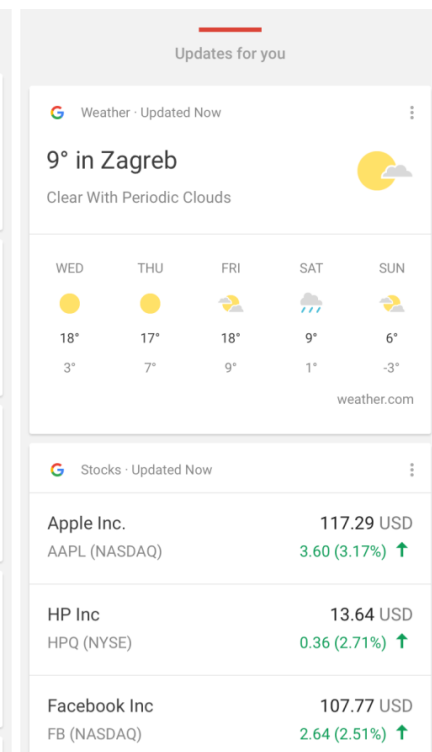 Updates for you
Weather · Updated Now
9° in Zagreb
Clear With Periodic Clouds
WED THU FRI SAT SUN
18° 17° 18° 9° 6°
3° 7° 9° 1° -3°
weather.com
Stocks · Updated Now
Apple Inc. 117.29 USD
AAPL (NASDAQ) 3.60 (3.17%) ↑
HP Inc 13.64 USD
HPQ (NYSE) 0.36 (2.71%) ↑
Facebook Inc 107.77 USD
FB (NASDAQ) 2.64 (2.51%) ↑